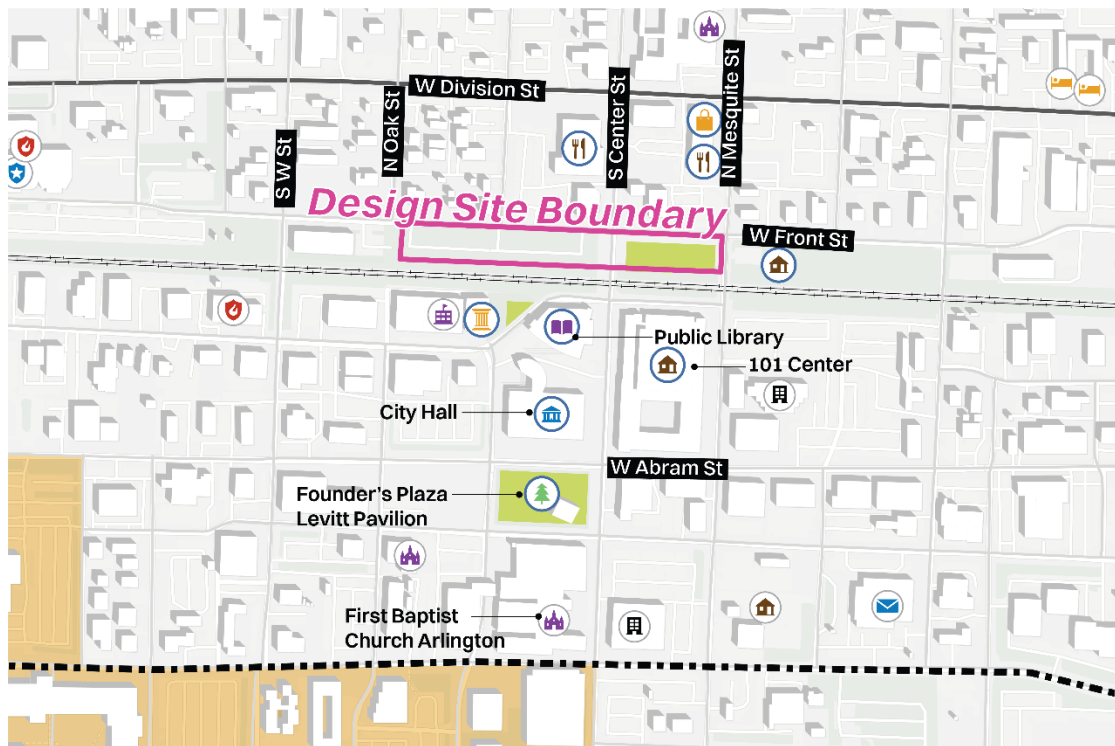 W Division St
N Oak St
S Center St
N Mesquite St
S W St
Design Site Boundary
W Front St
Public Library
101 Center
City Hall
W Abram St
Founder's Plaza
Levitt Pavilion
First Baptist
Church Arlington